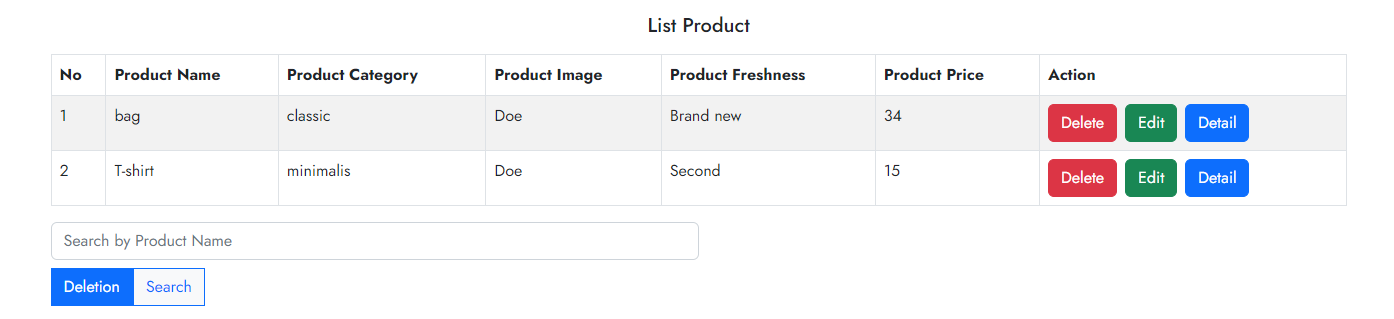 List Product
No Product Name Product Category Product Image Product Freshness Product Price Action
1 bag classic Doe Brand new 34 Delete Edit Detail
2 T-shirt minimalis Doe Second 15 Delete Edit Detail
Search by Product Name
Deletion Search